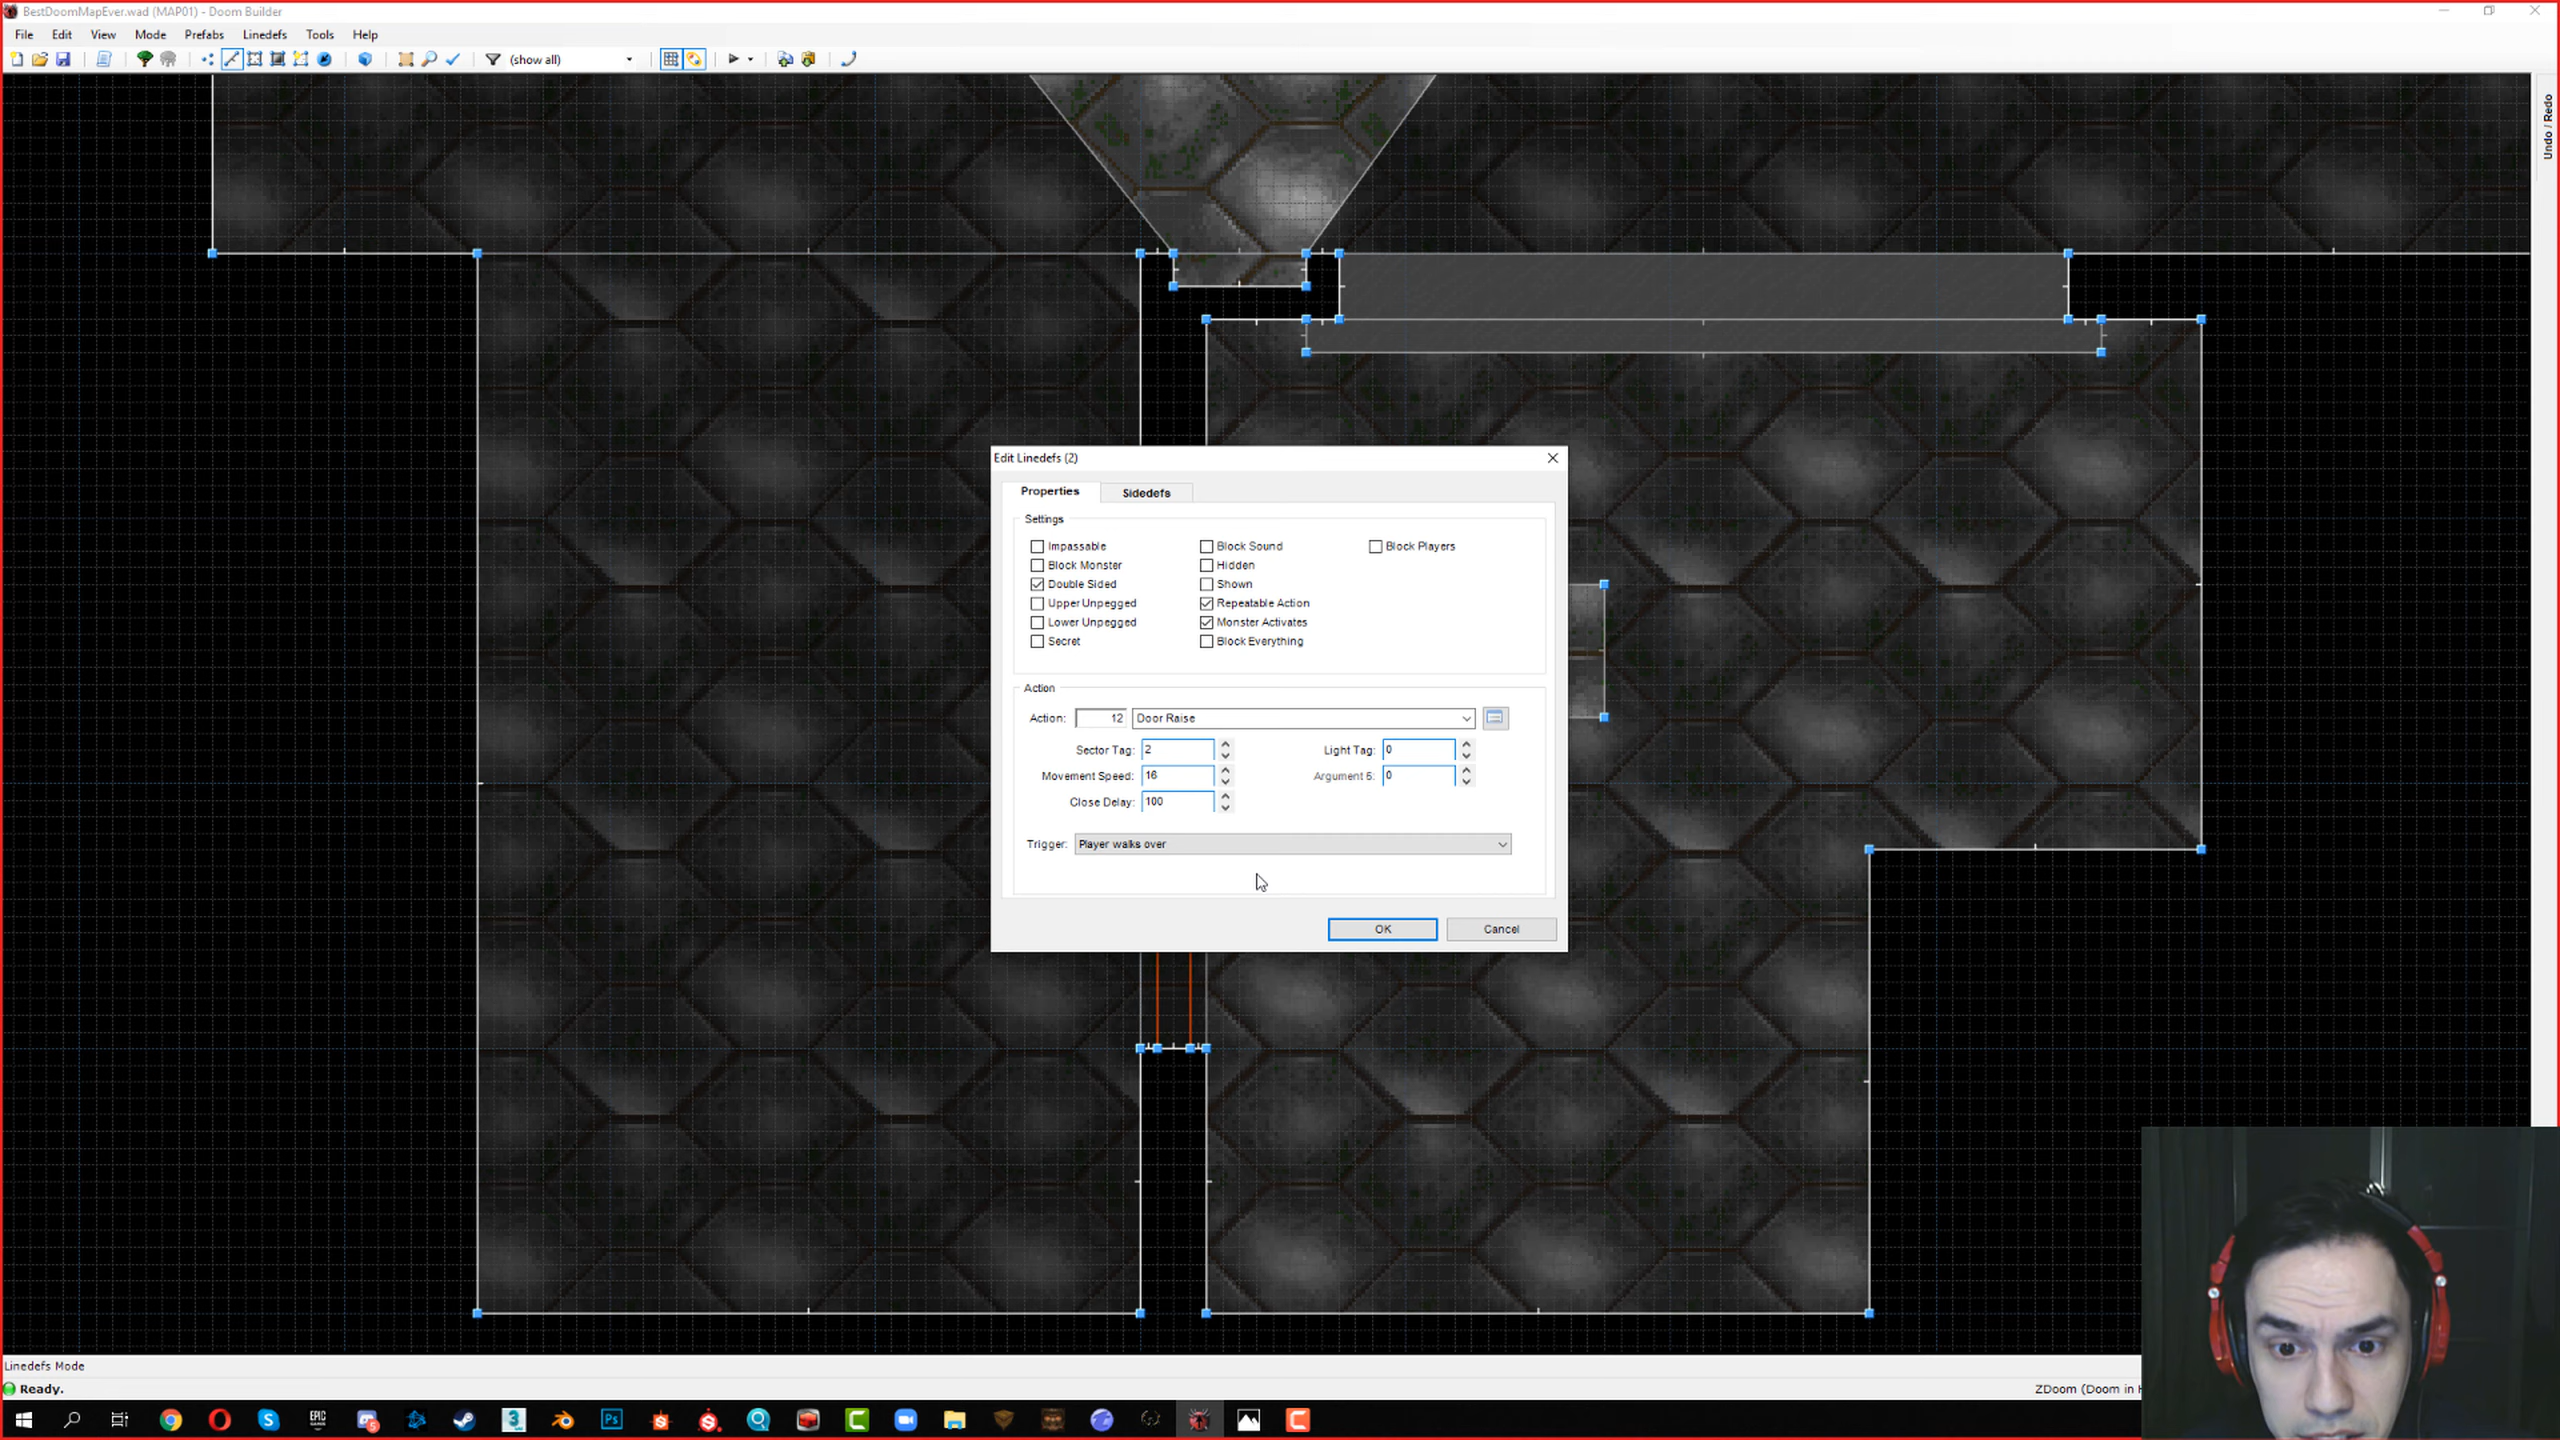 BestDoomMapEver.wad (MAP01) - Doom Builder
File Edit View Mode Prefabs Linedefs Tools Help
(show all)
Undo / Redo
Edit Linedefs (2)
Properties Sidedefs
Settings
Impassable Block Sound Block Players
Block Monster Hidden
Double Sided Shown
Upper Unpegged Repeatable Action
Lower Unpegged Monster Activates
Secret Block Everything
Action
Action: 12 Door Raise
Sector Tag: 2 Light Tag: 0
Movement Speed: 16 Argument 5: 0
Close Delay: 100
Trigger: Player walks over
OK Cancel
Linedefs Mode
Ready.
ZDoom (Doom in H
EPIC
5
3
Ps